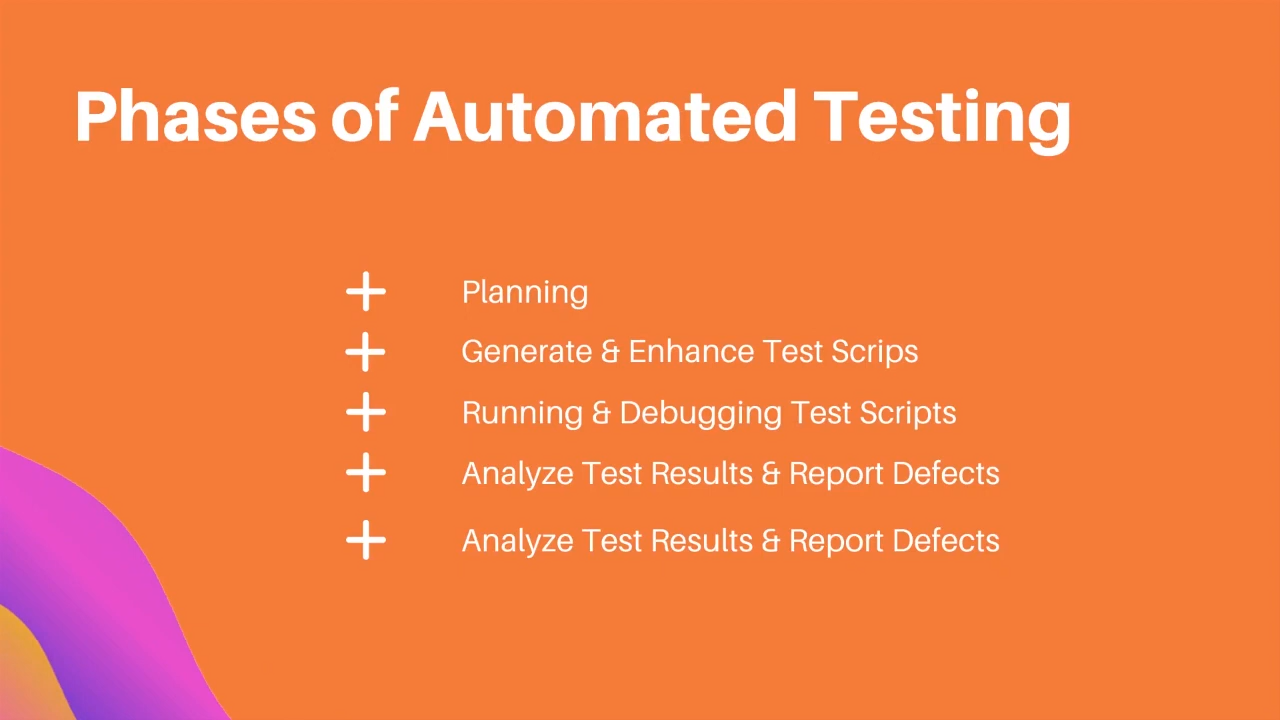 Phases of Automated Testing
Planning
Generate & Enhance Test Scrips
Running & Debugging Test Scripts
Analyze Test Results & Report Defects
Analyze Test Results & Report Defects